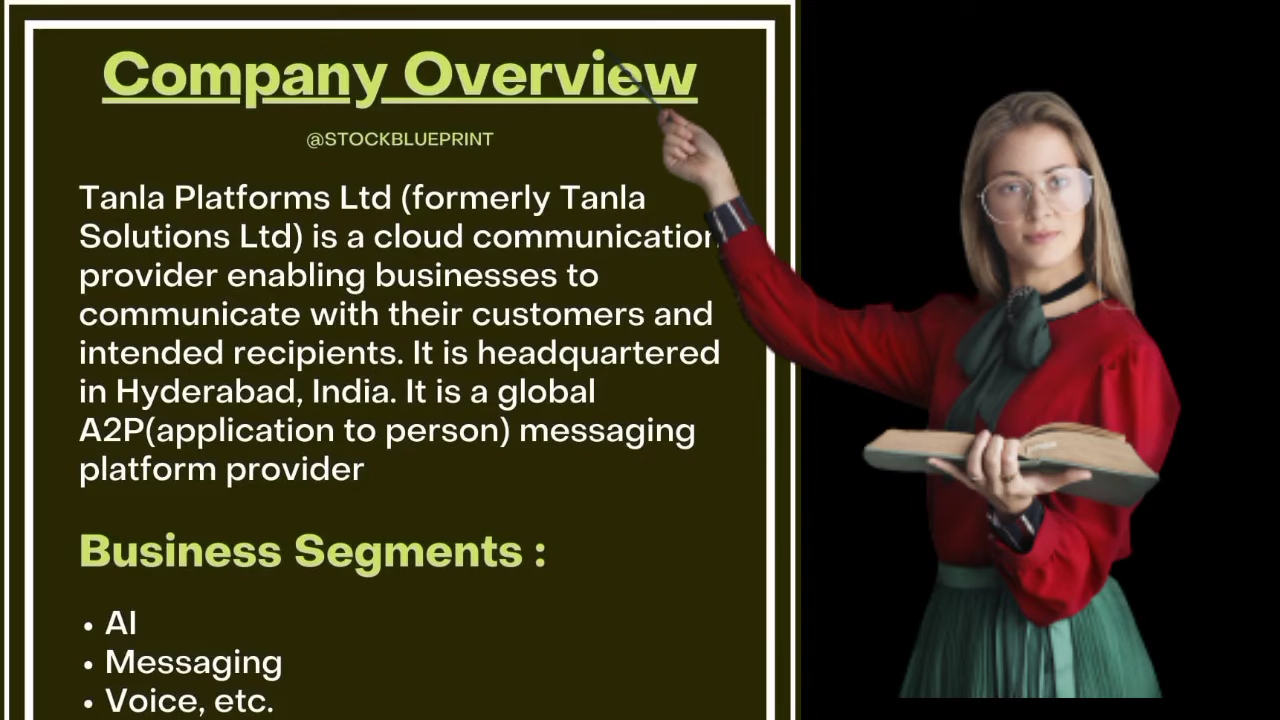 Company Overview
@STOCKBLUEPRINT
Tanla Platforms Ltd (formerly Tanla
Solutions Ltd) is a cloud communication
provider enabling businesses to
communicate with their customers and
intended recipients. It is headquartered
in Hyderabad, India. It is a global
A2P(application to person) messaging
platform provider
Business Segments :
• AI
• Messaging
• Voice, etc.